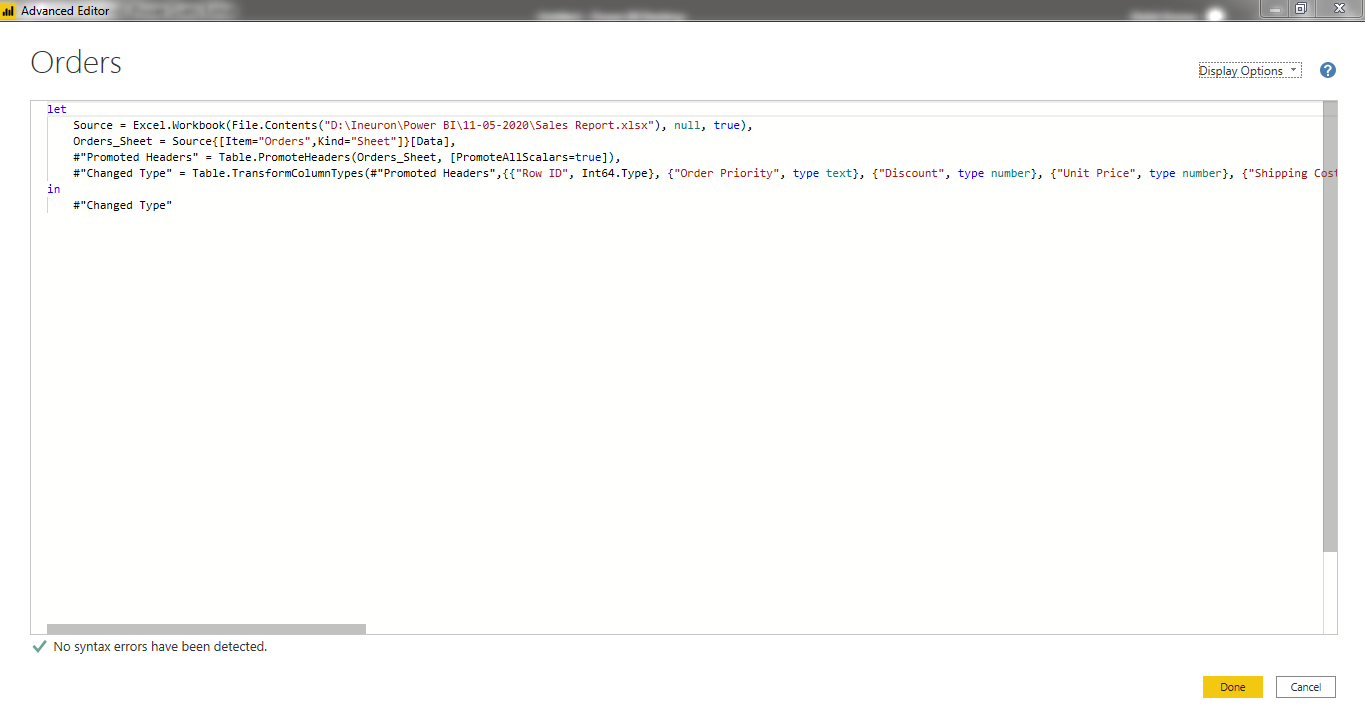 Advanced Editor
Orders
Display Options
?
let
Source = Excel.Workbook(File.Contents("D:\Ineuron\Power BI\11-05-2020\Sales Report.xlsx"), null, true),
Orders_Sheet = Source{[Item="Orders",Kind="Sheet"]}[Data],
#"Promoted Headers" = Table.PromoteHeaders(Orders_Sheet, [PromoteAllScalars=true]),
#"Changed Type" = Table.TransformColumnTypes(#"Promoted Headers",{{"Row ID", Int64.Type}, {"Order Priority", type text}, {"Discount", type number}, {"Unit Price", type number}, {"Shipping Cost
in
#"Changed Type"
No syntax errors have been detected.
Done
Cancel